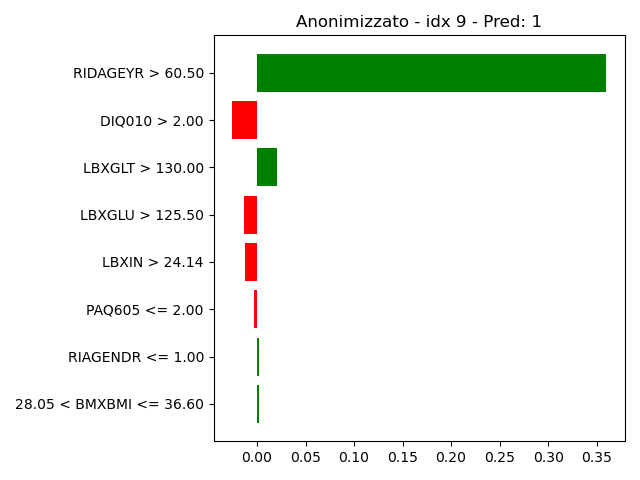 Anonimizzato - idx 9 - Pred: 1
RIDAGEYR > 60.50
DIQ010 > 2.00
LBXGLT > 130.00
LBXGLU > 125.50
LBXIN > 24.14
PAQ605 <= 2.00
RIAGENDR <= 1.00
28.05 < BMXBMI <= 36.60
0.00 0.05 0.10 0.15 0.20 0.25 0.30 0.35